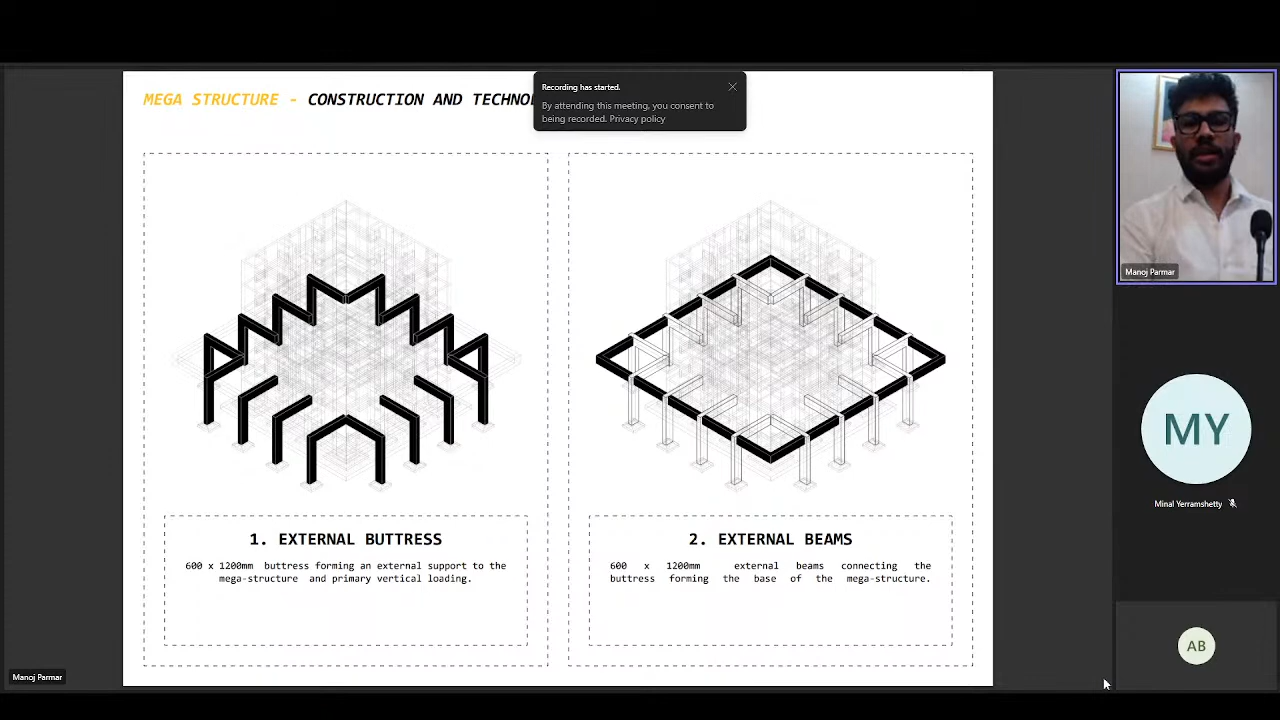 MEGA STRUCTURE - CONSTRUCTION AND TECHNO
Recording has started.
By attending this meeting, you consent to
being recorded. Privacy policy
1. EXTERNAL BUTTRESS
600 x 1200mm buttress forming an external support to the
mega-structure and primary vertical loading.
2. EXTERNAL BEAMS
600 x 1200mm external beams connecting the
buttress forming the base of the mega-structure.
Manoj Parmar
MY
Minal Yerramshetty
AB
Manoj Parmar